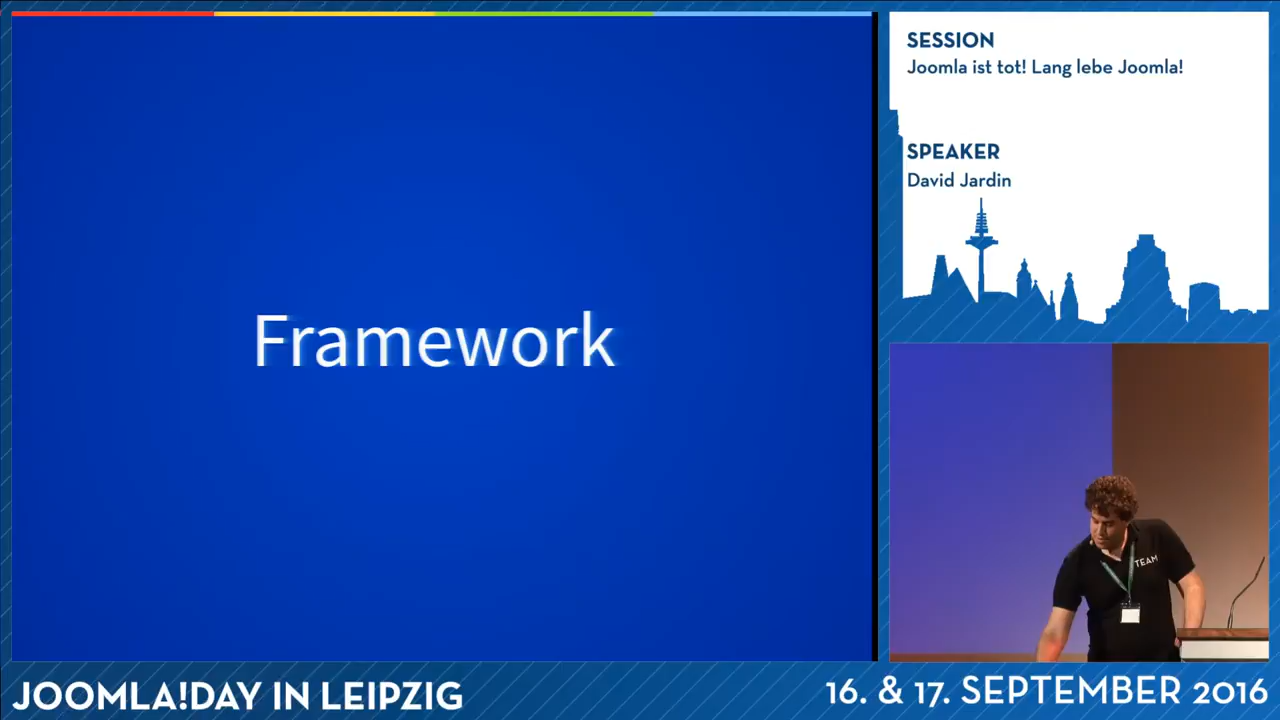 Framework
SESSION
Joomla ist tot! Lang lebe Joomla!
SPEAKER
David Jardin
TEAM
JOOMLA!DAY IN LEIPZIG
16. & 17. SEPTEMBER 2016